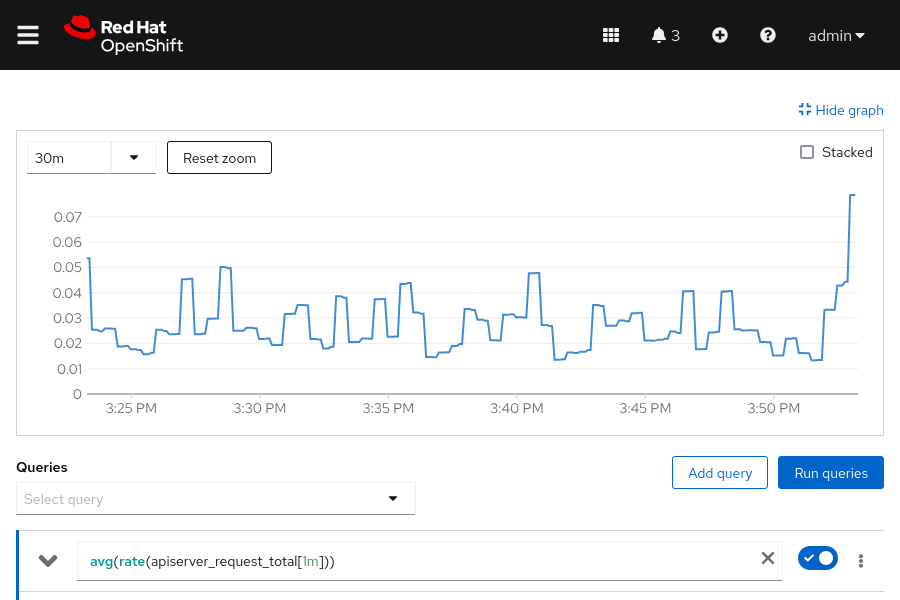 Red Hat
OpenShift
3
admin
Hide graph
30m
Reset zoom
Stacked
0.07
0.06
0.05
0.04
0.03
0.02
0.01
0
3:25 PM 3:30 PM 3:35 PM 3:40 PM 3:45 PM 3:50 PM
Queries
Select query
Add query
Run queries
avg(rate(apiserver_request_total[1m]))